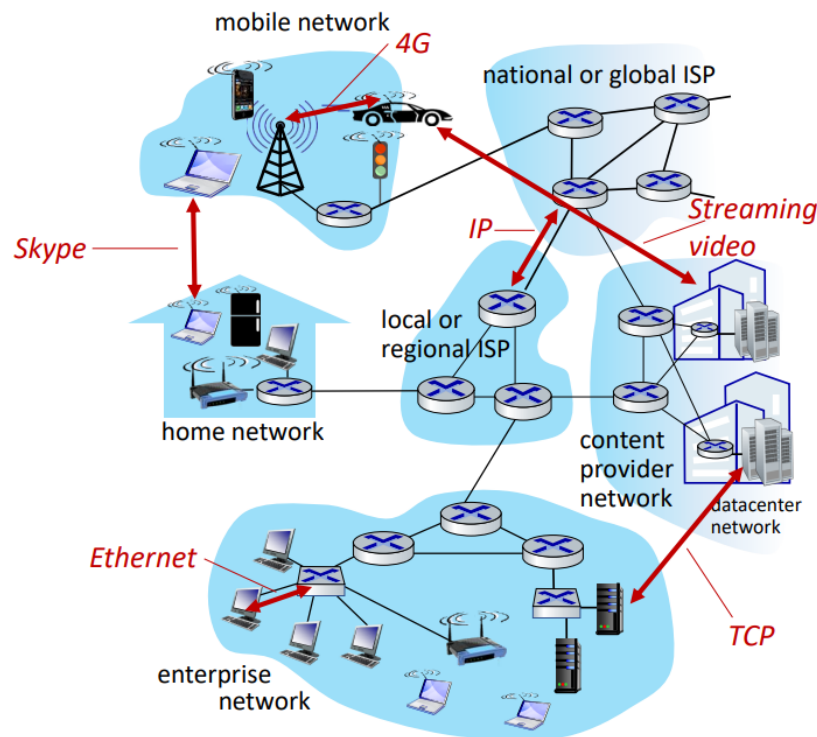 mobile network
4G
national or global ISP
Skype
IP
Streaming
video
local or
regional ISP
home network
content
provider
network
datacenter
network
Ethernet
TCP
enterprise
network